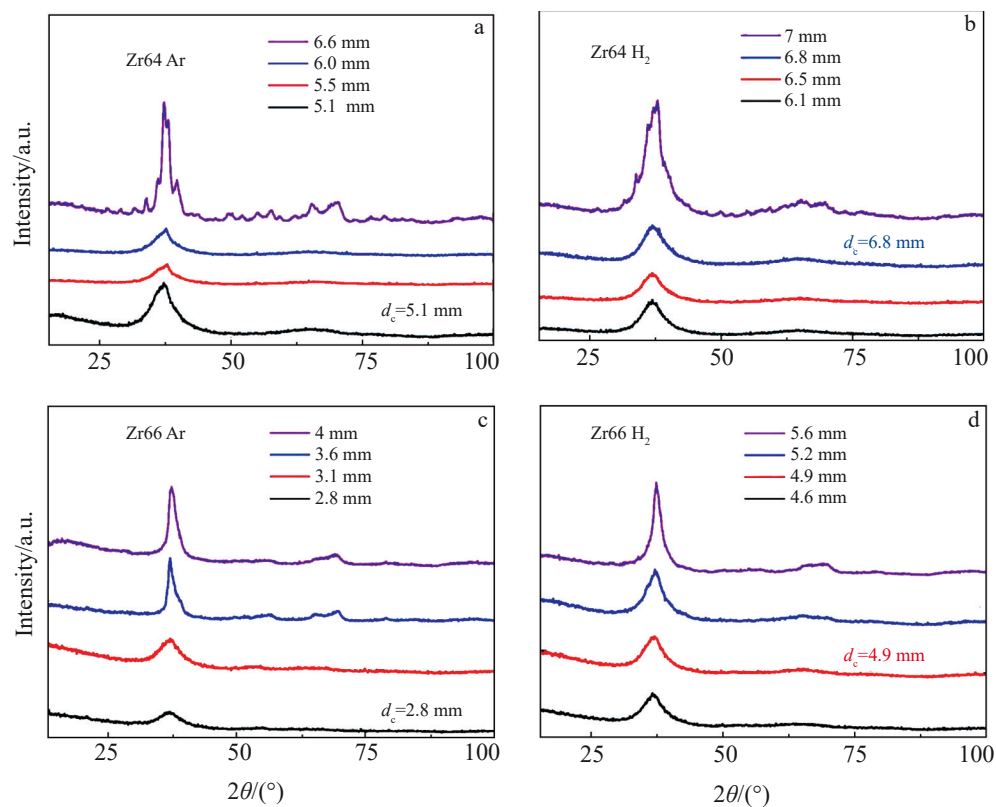 a
Zr64 Ar
6.6 mm
6.0 mm
5.5 mm
5.1 mm
Intensity/a.u.
d_c=5.1 mm
25 50 75 100
b
Zr64 H₂
7 mm
6.8 mm
6.5 mm
6.1 mm
d_c=6.8 mm
25 50 75 100
c
Zr66 Ar
4 mm
3.6 mm
3.1 mm
2.8 mm
Intensity/a.u.
d_c=2.8 mm
25 50 75 100
2θ/(°)
d
Zr66 H₂
5.6 mm
5.2 mm
4.9 mm
4.6 mm
d_c=4.9 mm
25 50 75 100
2θ/(°)